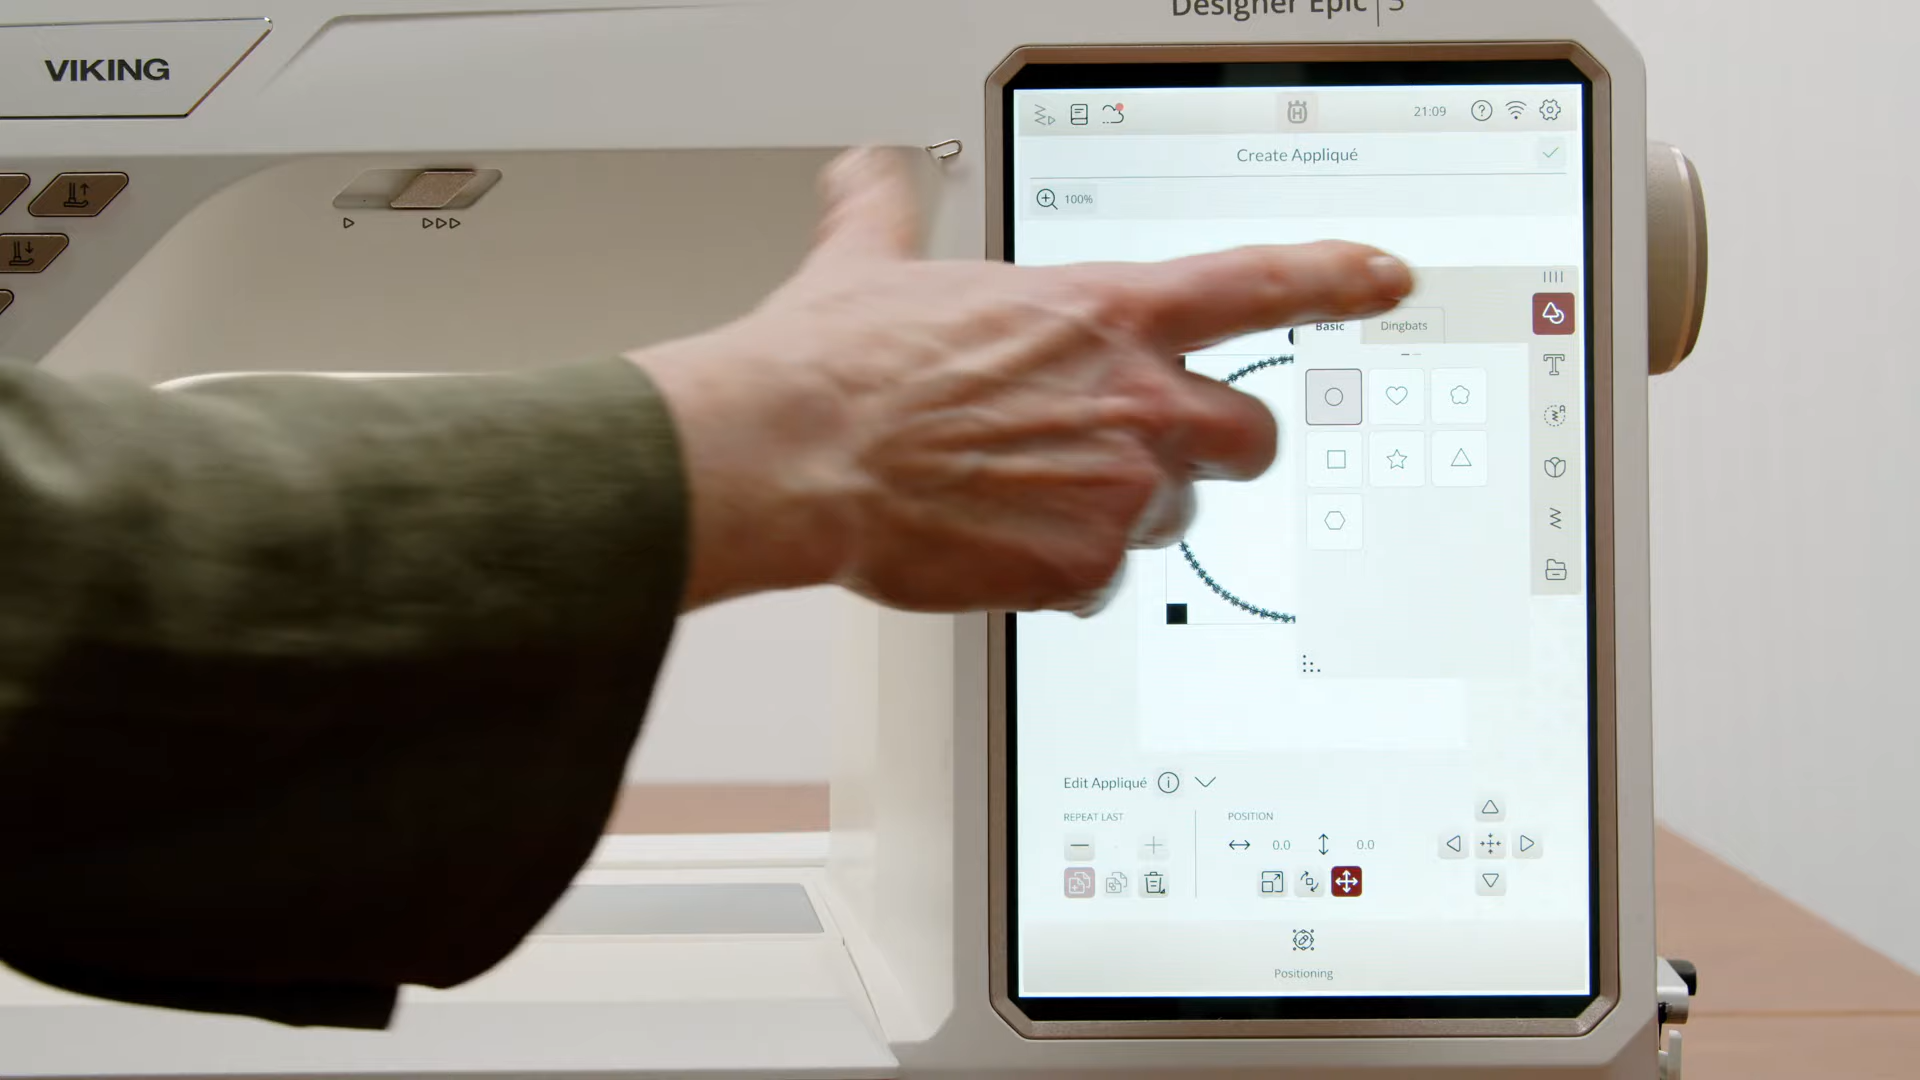 Designer Epic | 3
VIKING
21:09
Create Appliqué
100%
Basic
Dingbats
Edit Appliqué
REPEAT LAST
POSITION
0.0
0.0
Positioning